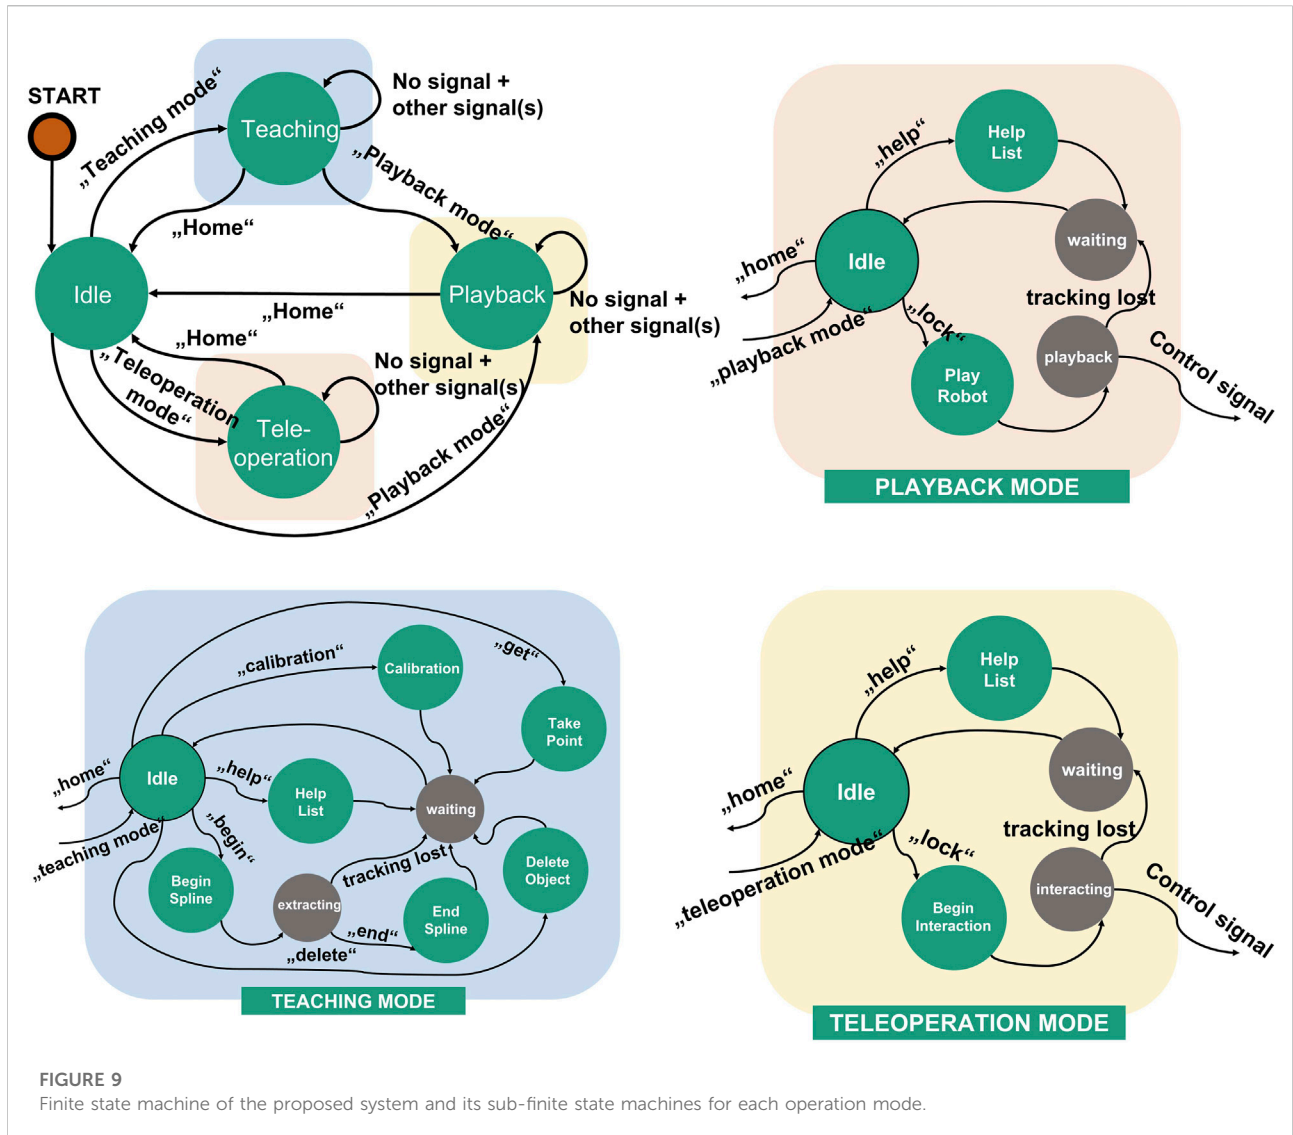 START
„Teaching mode“
Teaching
No signal +
other signal(s)
„Playback mode“
„Home“
Idle
Playback
„Home“
No signal +
other signal(s)
„Home“
„Teleoperation
mode“
No signal +
other signal(s)
Tele-
operation
„Playback mode“
„help“
Help
List
waiting
„home“
Idle
tracking lost
„lock“
„playback mode“
playback
Control signal
Play
Robot
PLAYBACK MODE
„calibration“
Calibration
„get“
Take
Point
„home“
Idle
„help“
Help
List
waiting
„teaching mode“
„begin“
tracking lost
Delete
Object
Begin
Spline
extracting
„end“
End
Spline
„delete“
TEACHING MODE
„help“
Help
List
waiting
„home“
Idle
tracking lost
„lock“
„teleoperation mode“
interacting
Control signal
Begin
Interaction
TELEOPERATION MODE
FIGURE 9
Finite state machine of the proposed system and its sub-finite state machines for each operation mode.